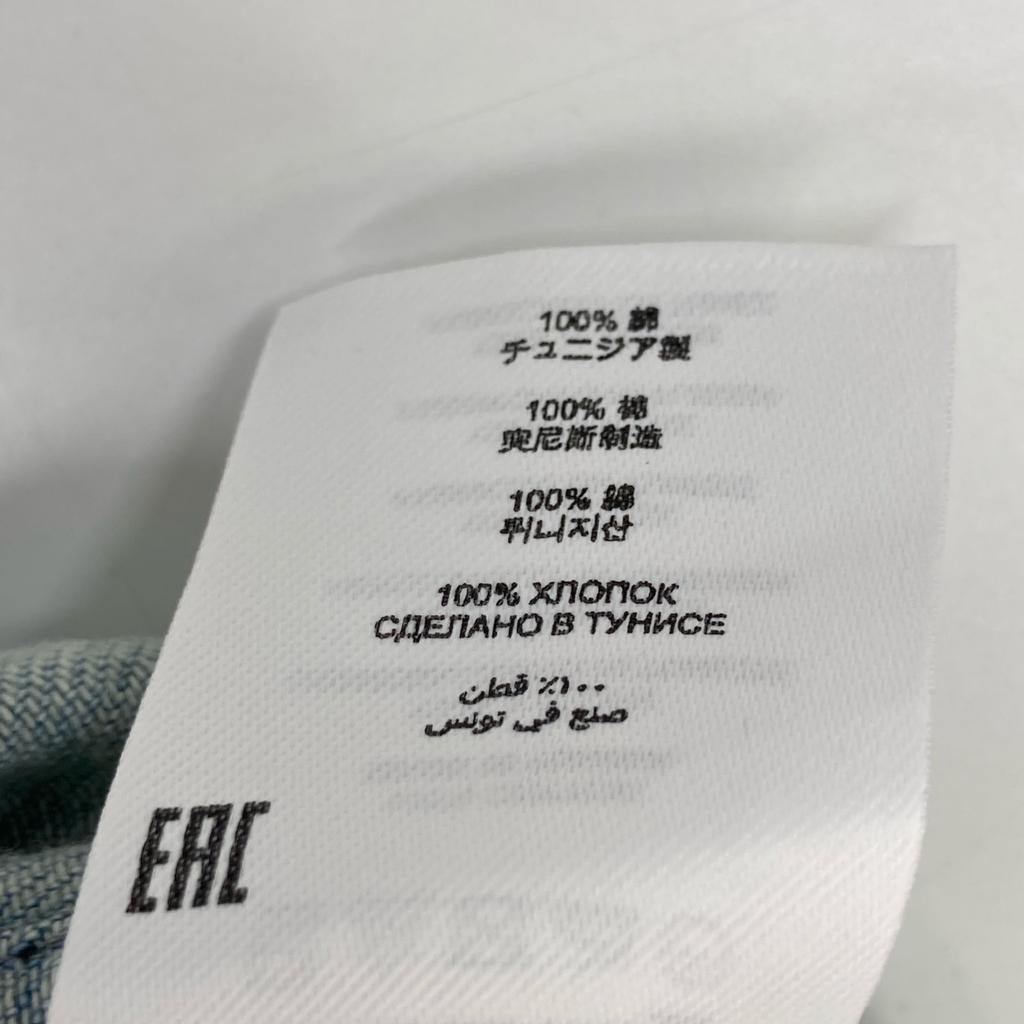 100% 綿
チュニジア製
100% 棉
突尼斯制造
100% 綿
튀니지산
100% ХЛОПОК
СДЕЛАНО В ТУНИСЕ
١٠٠٪ قطن
صنع في تونس
EAC